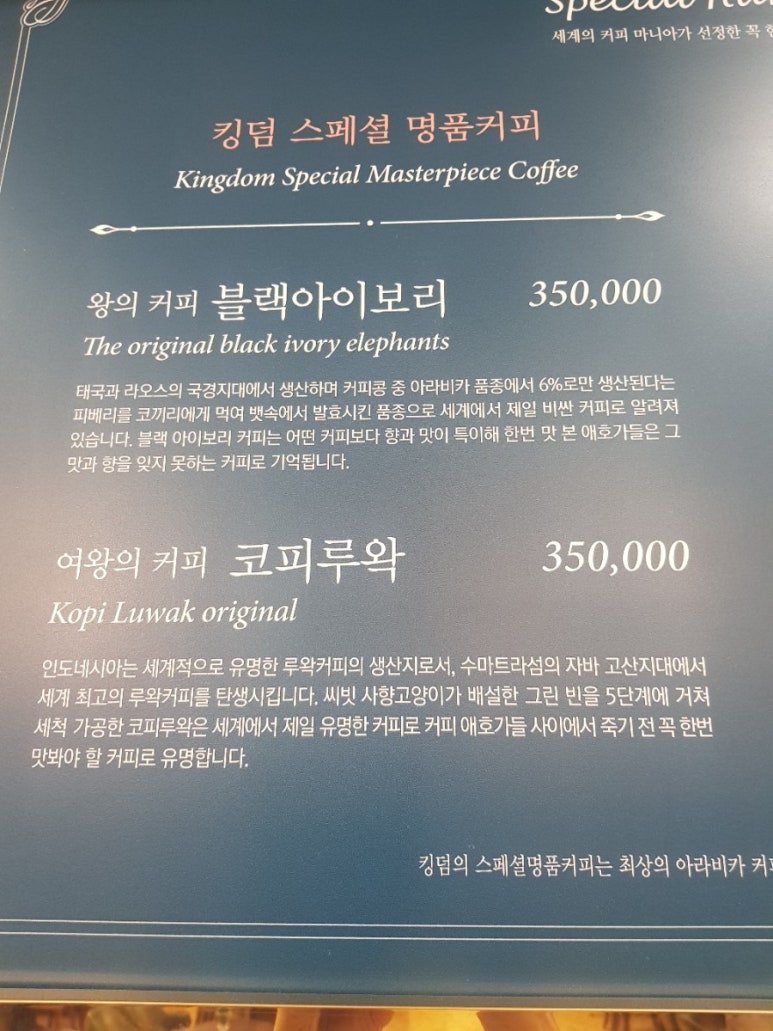 Special
세계의 커피 마니아가 선정한 꼭
킹덤 스페셜 명품커피
Kingdom Special Masterpiece Coffee
왕의 커피 블랙아이보리 350,000
The original black ivory elephants
태국과 라오스의 국경지대에서 생산하며 커피콩 중 아라비카 품종에서 6%로만 생산된다는
피베리를 코끼리에게 먹여 뱃속에서 발효시킨 품종으로 세계에서 제일 비싼 커피로 알려져
있습니다. 블랙 아이보리 커피는 어떤 커피보다 향과 맛이 특이해 한번 맛 본 애호가들은 그
맛과 향을 잊지 못하는 커피로 기억됩니다.
여왕의 커피 코피루왁 350,000
Kopi Luwak original
인도네시아는 세계적으로 유명한 루왁커피의 생산지로서, 수마트라섬의 자바 고산지대에서
세계 최고의 루왁커피를 탄생시킵니다. 씨빗 사향고양이가 배설한 그린 빈을 5단계에 거쳐
세척 가공한 코피루왁은 세계에서 제일 유명한 커피로 커피 애호가들 사이에서 죽기 전 꼭 한번
맛봐야 할 커피로 유명합니다.
킹덤의 스페셜명품커피는 최상의 아라비카